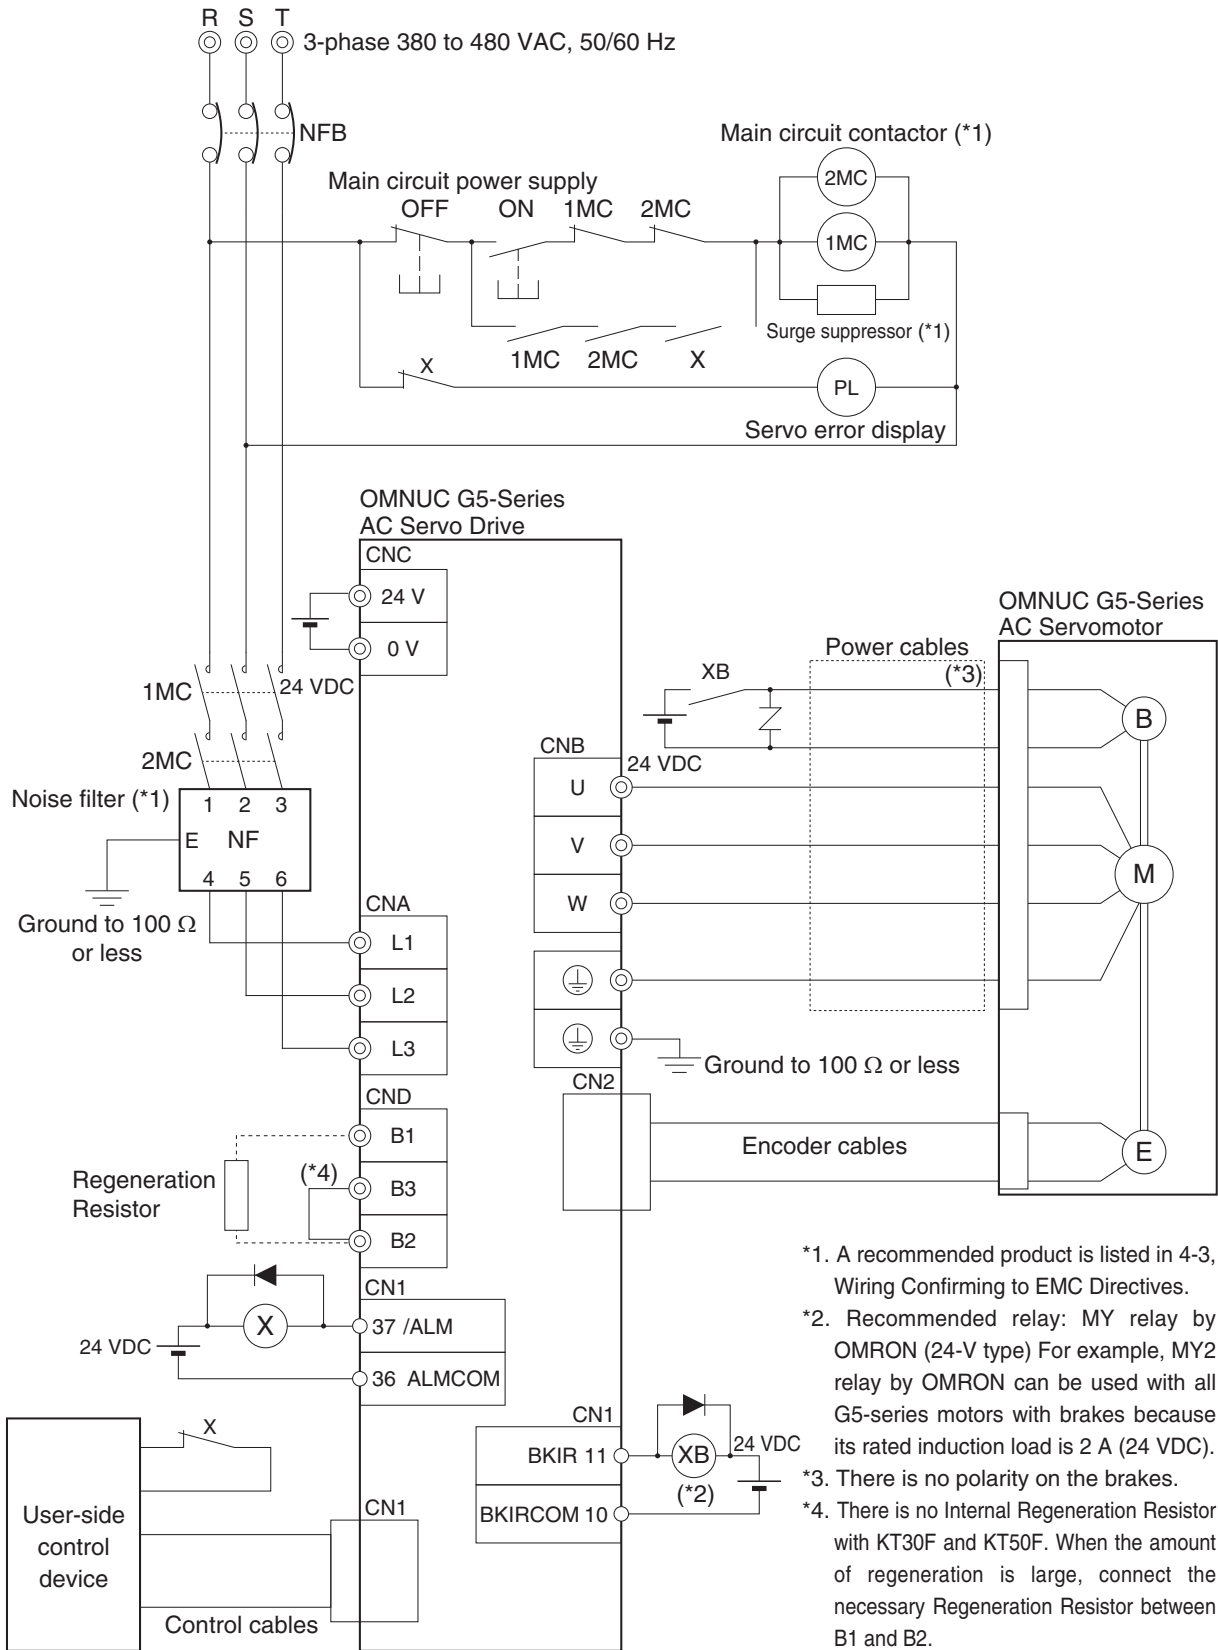 R S T
3-phase 380 to 480 VAC, 50/60 Hz
NFB
Main circuit contactor (*1)
Main circuit power supply
2MC
OFF ON 1MC 2MC
1MC
Surge suppressor (*1)
1MC 2MC X
X
PL
Servo error display
OMNUC G5-Series
AC Servo Drive
CNC
24 V
0 V
24 VDC
1MC
2MC
Noise filter (*1)
1 2 3
E NF
4 5 6
Ground to 100 Ω
or less
CNA
L1
L2
L3
CND
B1
B3
B2
(*4)
Regeneration
Resistor
CN1
X
37 /ALM
24 VDC
36 ALMCOM
X
User-side
control
device
CN1
Control cables
OMNUC G5-Series
AC Servomotor
Power cables
(*3)
XB
24 VDC
B
CNB
U
V
W
M
Ground to 100 Ω or less
CN2
Encoder cables
E
CN1
BKIR 11
XB
24 VDC
(*2)
BKIRCOM 10
*1. A recommended product is listed in 4-3,
Wiring Confirming to EMC Directives.
*2. Recommended relay: MY relay by
OMRON (24-V type) For example, MY2
relay by OMRON can be used with all
G5-series motors with brakes because
its rated induction load is 2 A (24 VDC).
*3. There is no polarity on the brakes.
*4. There is no Internal Regeneration Resistor
with KT30F and KT50F. When the amount
of regeneration is large, connect the
necessary Regeneration Resistor between
B1 and B2.